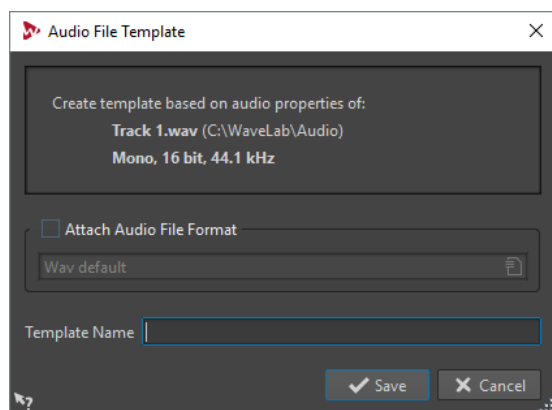 Audio File Template
Create template based on audio properties of:
Track 1.wav (C:\WaveLab\Audio)
Mono, 16 bit, 44.1 kHz
Attach Audio File Format
Wav default
Template Name
Save Cancel
?